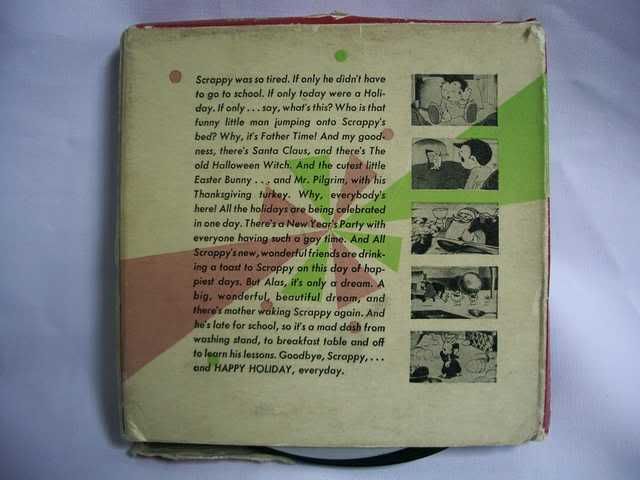 Scrappy was so tired. If only he didn't have
to go to school. If only today were a Holi-
day. If only . . . say, what's this? Who is that
funny little man jumping onto Scrappy's
bed? Why, it's Father Time! And my good-
ness, there's Santa Claus, and there's The
old Halloween Witch. And the cutest little
Easter Bunny . . . and Mr. Pilgrim, with his
Thanksgiving turkey. Why, everybody's
here! All the holidays are being celebrated
in one day. There's a New Year's Party with
everyone having such a gay time. And All
Scrappy's new, wonderful friends are drink-
ing a toast to Scrappy on this day of hap-
piest days. But Alas, it's only a dream. A
big, wonderful, beautiful dream, and
there's mother waking Scrappy again. And
he's late for school, so it's a mad dash from
washing stand, to breakfast table and off
to learn his lessons. Goodbye, Scrappy, . . .
and HAPPY HOLIDAY, everyday.